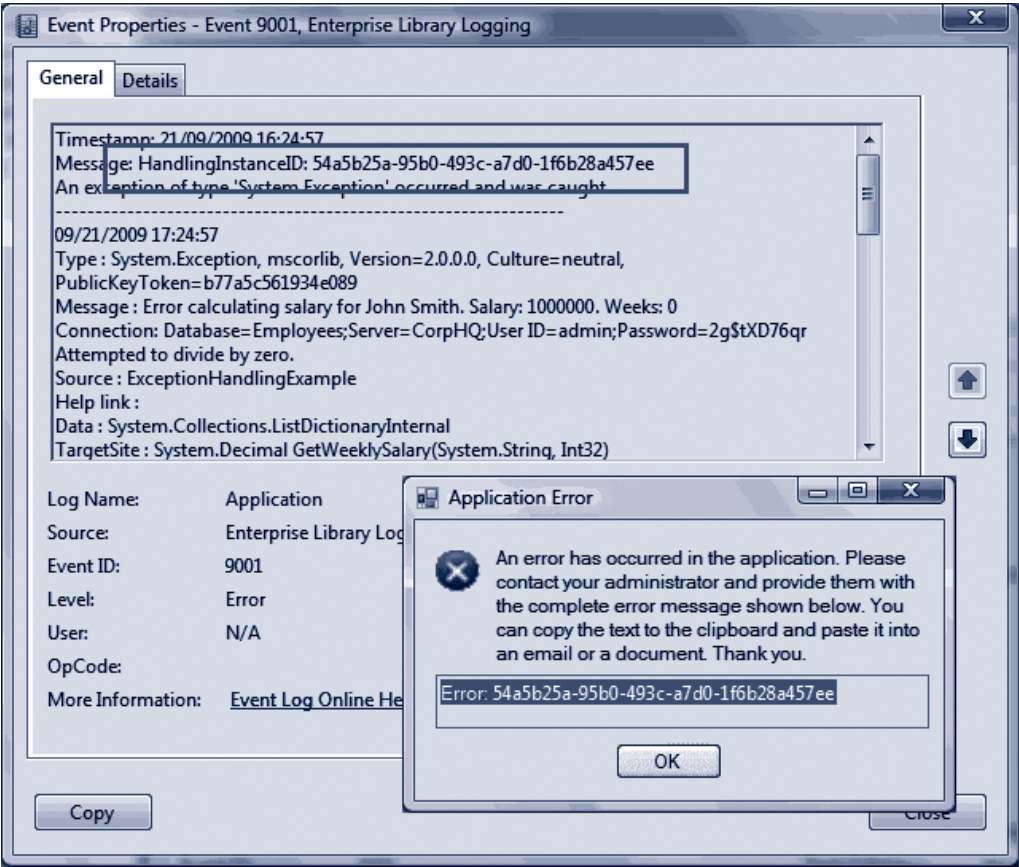 Event Properties - Event 9001, Enterprise Library Logging
General
Details
Timestamp: 21/09/2009 16:24:57
Message: HandlingInstanceID: 54a5b25a-95b0-493c-a7d0-1f6b28a457ee
An exception of type 'System.Exception' occurred and was caught
----------------------------------------------------------------
09/21/2009 17:24:57
Type : System.Exception, mscorlib, Version=2.0.0.0, Culture=neutral,
PublicKeyToken=b77a5c561934e089
Message : Error calculating salary for John Smith. Salary: 1000000. Weeks: 0
Connection: Database=Employees;Server=CorpHQ;User ID=admin;Password=2g$tXD76qr
Attempted to divide by zero.
Source : ExceptionHandlingExample
Help link :
Data : System.Collections.ListDictionaryInternal
TargetSite : System.Decimal GetWeeklySalary(System.String, Int32)
Log Name: Application
Source: Enterprise Library Log
Event ID: 9001
Level: Error
User: N/A
OpCode:
More Information: Event Log Online He
Application Error
An error has occurred in the application. Please
contact your administrator and provide them with
the complete error message shown below. You
can copy the text to the clipboard and paste it into
an email or a document. Thank you.
Error: 54a5b25a-95b0-493c-a7d0-1f6b28a457ee
OK
Copy
Close